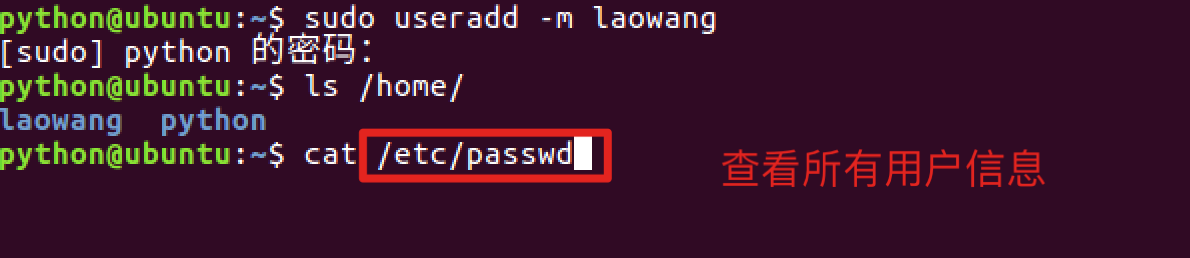 python@ubuntu:~$ sudo useradd -m laowang
[sudo] python 的密码：
python@ubuntu:~$ ls /home/
laowang  python
python@ubuntu:~$ cat /etc/passwd
查看所有用户信息